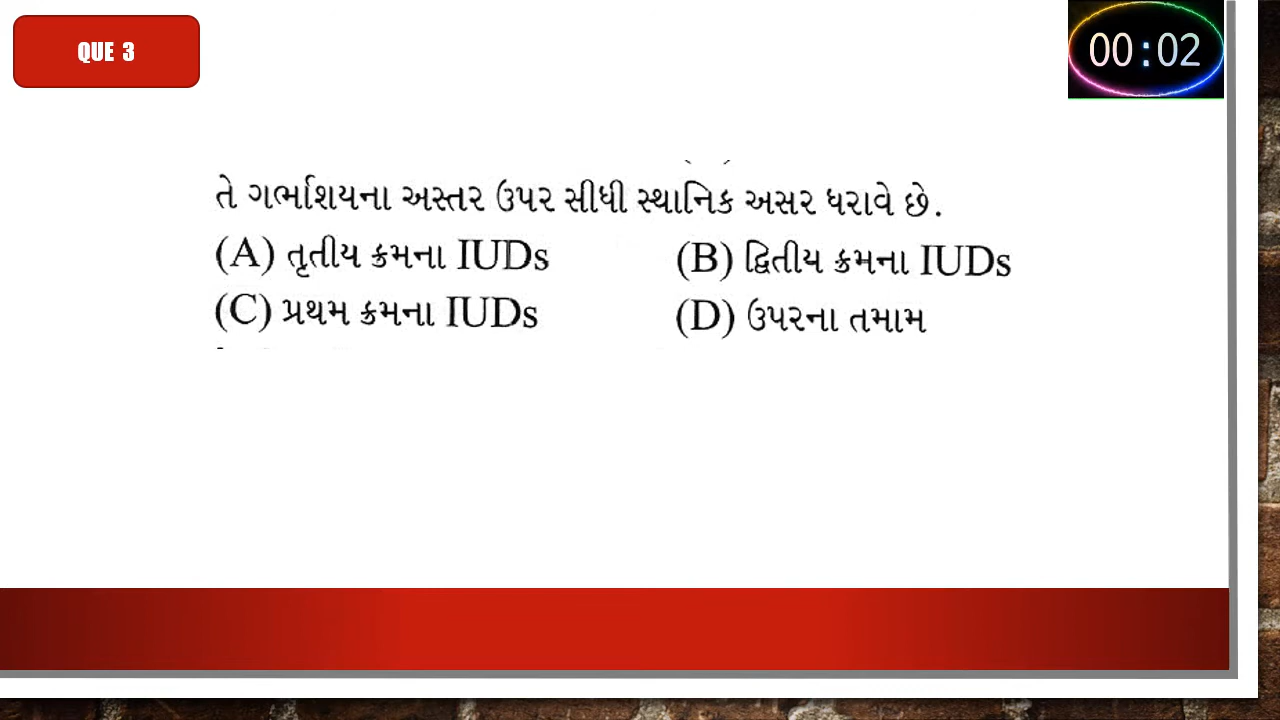 QUE 3
00:02
તે ગર્ભાશયના અસ્તર ઉપર સીધી સ્થાનિક અસર ધરાવે છે.
(A) તૃતીય ક્રમના IUDs (B) દ્વિતીય ક્રમના IUDs
(C) પ્રથમ ક્રમના IUDs (D) ઉપરના તમામ